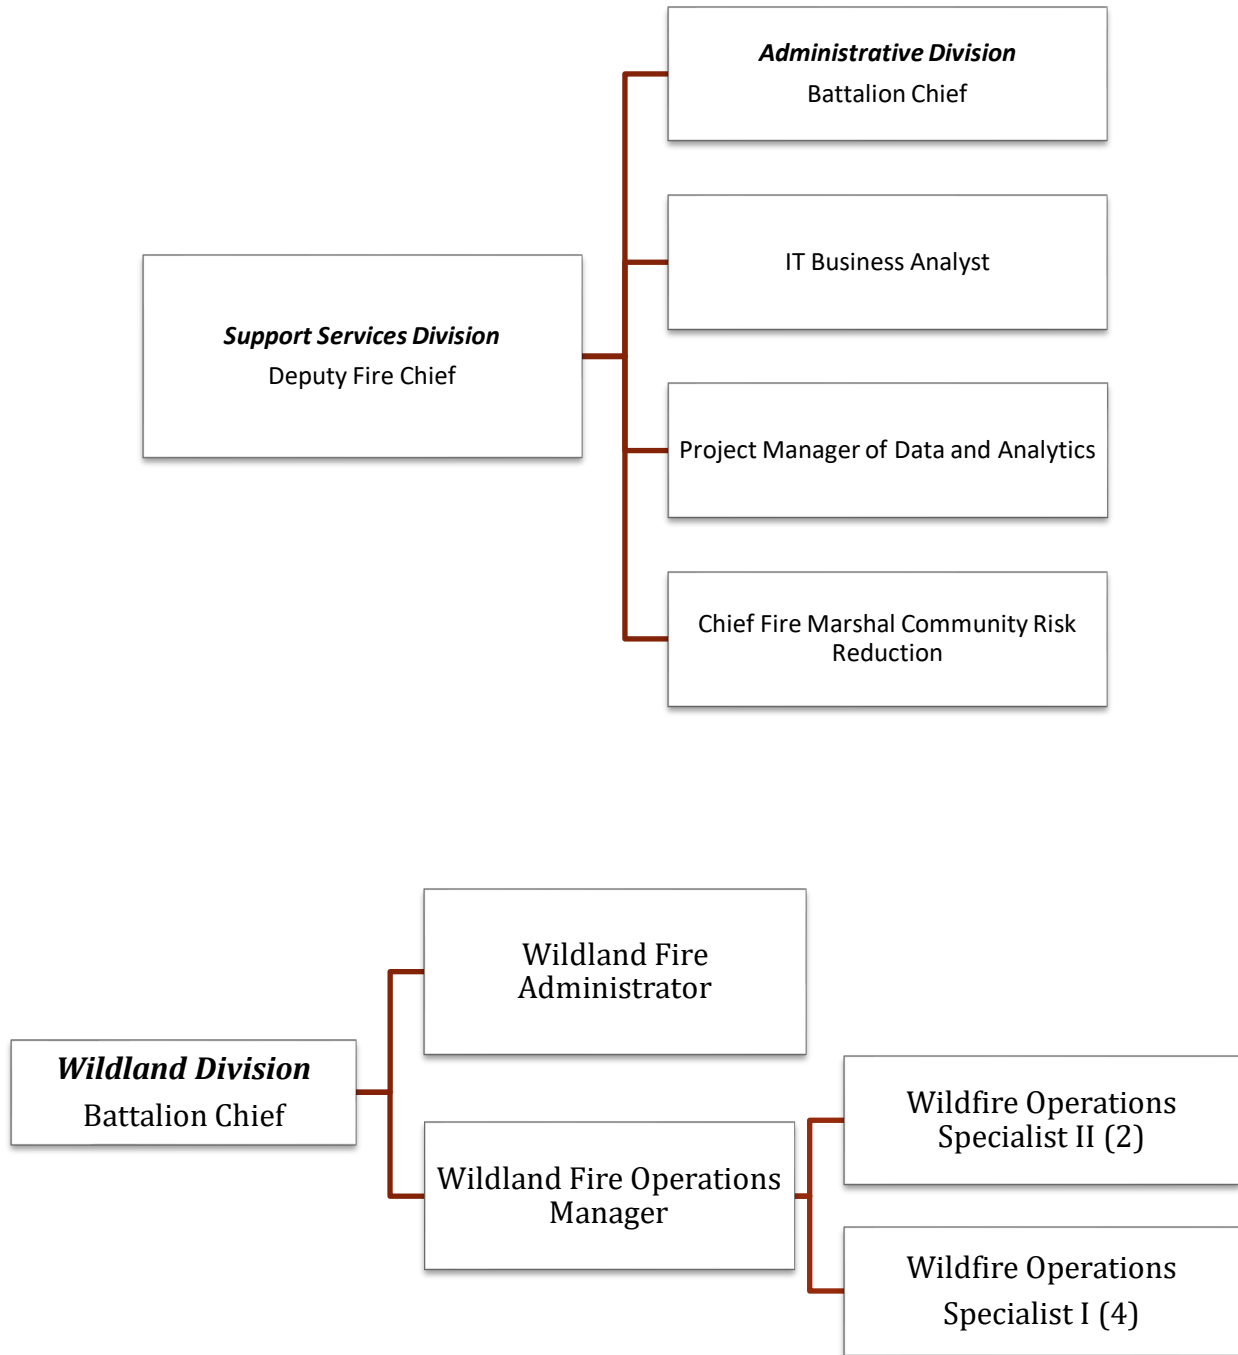 Administrative Division
Battalion Chief
IT Business Analyst
Support Services Division
Deputy Fire Chief
Project Manager of Data and Analytics
Chief Fire Marshal Community Risk
Reduction
Wildland Fire
Administrator
Wildland Division
Battalion Chief
Wildland Fire Operations
Manager
Wildfire Operations
Specialist II (2)
Wildfire Operations
Specialist I (4)